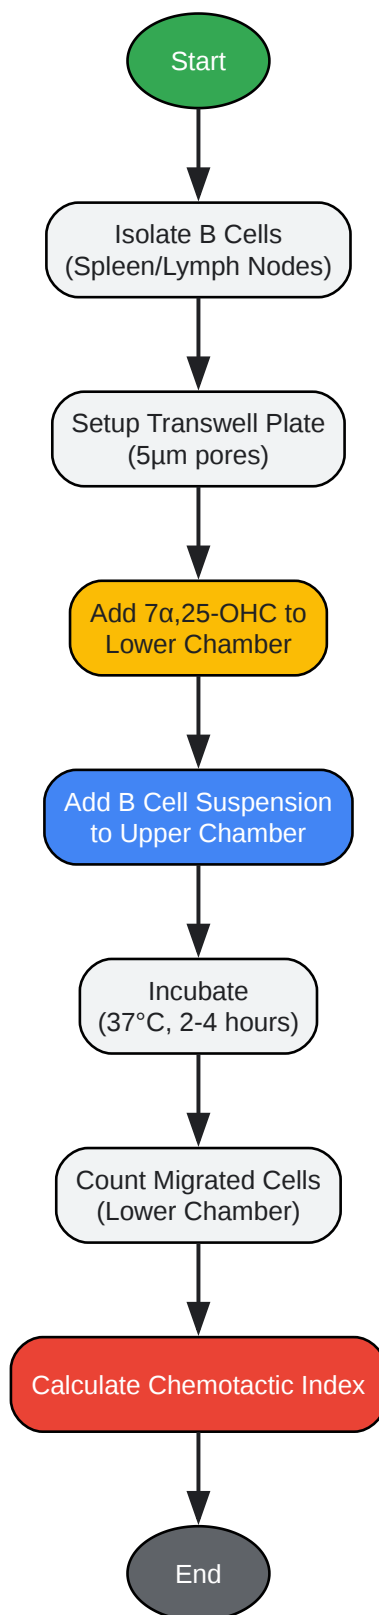 Start
Isolate B Cells
(Spleen/Lymph Nodes)
Setup Transwell Plate
(5µm pores)
Add 7α,25-OHC to
Lower Chamber
Add B Cell Suspension
to Upper Chamber
Incubate
(37°C, 2-4 hours)
Count Migrated Cells
(Lower Chamber)
Calculate Chemotactic Index
End